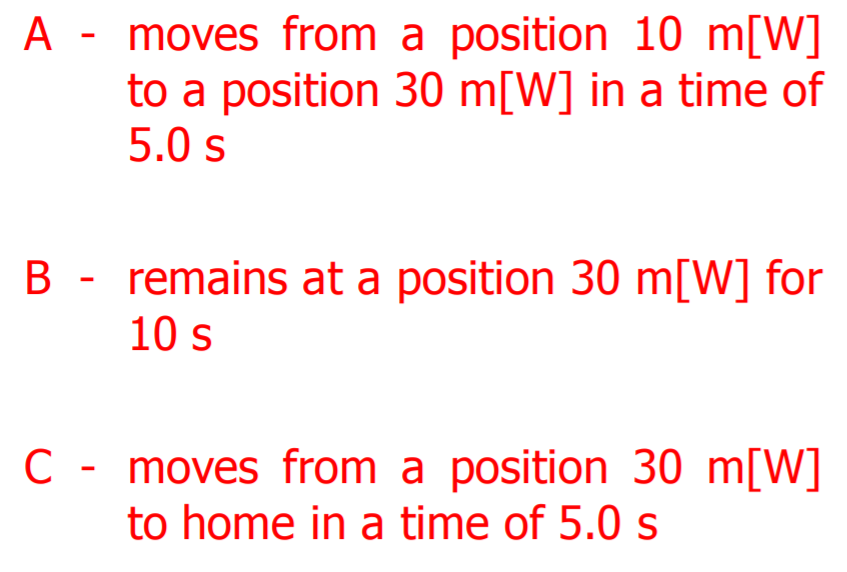 A - moves from a position 10 m[W]
to a position 30 m[W] in a time of
5.0 s
B - remains at a position 30 m[W] for
10 s
C - moves from a position 30 m[W]
to home in a time of 5.0 s